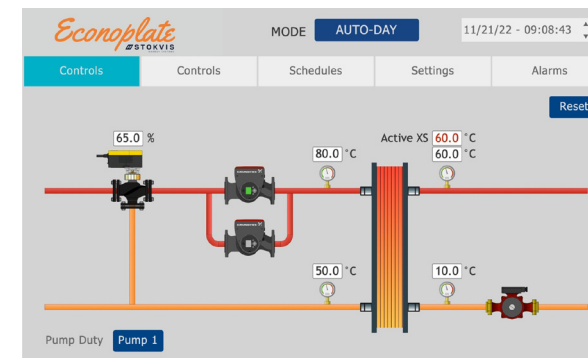 Econoplate
STOKVIS
MODE AUTO-DAY 11/21/22 - 09:08:43
Controls Controls Schedules Settings Alarms
Reset
65.0 %
Active XS 60.0 °C
80.0 °C 60.0 °C
50.0 °C 10.0 °C
Pump Duty Pump 1